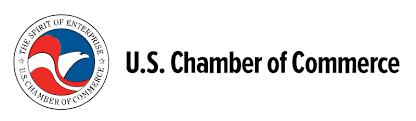 THE SPIRIT OF ENTERPRISE
U.S. CHAMBER OF COMMERCE
U.S. Chamber of Commerce